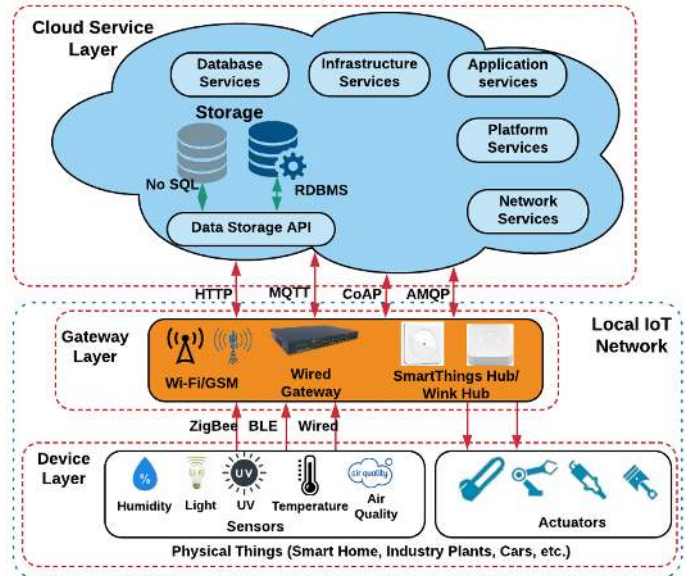 Cloud Service
Layer
Database
Services
Infrastructure
Services
Application
services
Storage
Platform
Services
No SQL
RDBMS
Network
Services
Data Storage API
HTTP
MQTT
CoAP
AMQP
Gateway
Layer
Local IoT
Network
Wi-Fi/GSM
Wired
Gateway
SmartThings Hub/
Wink Hub
ZigBee
BLE
Wired
Device
Layer
%
UV
air quality
Humidity
Light
UV
Temperature
Air
Quality
Sensors
Actuators
Physical Things (Smart Home, Industry Plants, Cars, etc.)